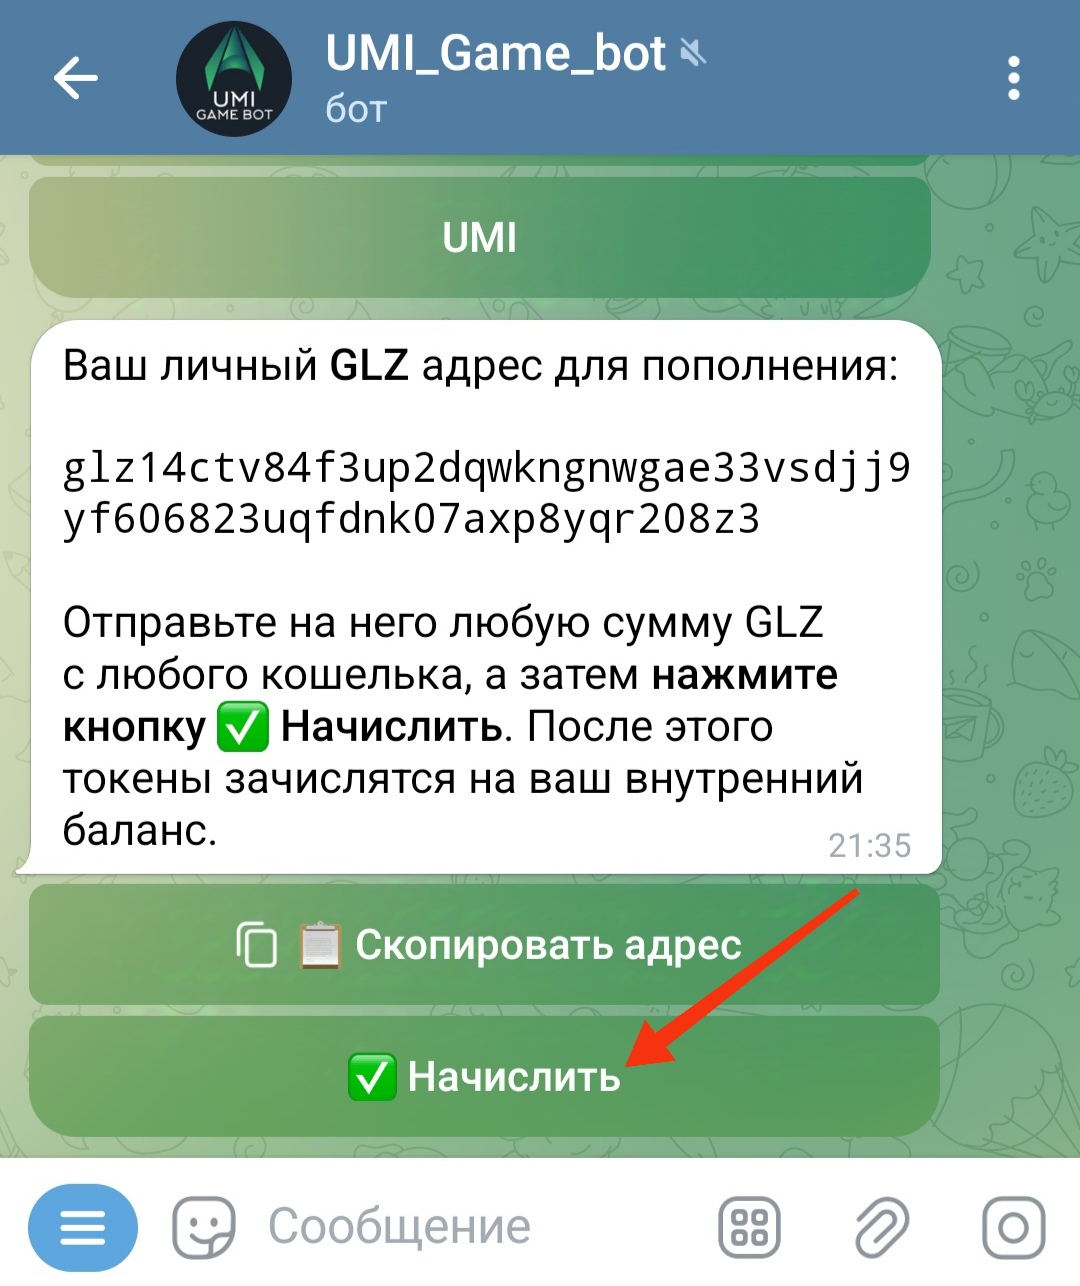 UMI_Game_bot
бот
UMI
GAME BOT
UMI
Ваш личный GLZ адрес для пополнения:
glz14ctv84f3up2dqwkngnwgae33vsdjj9
yf606823uqfdnk07axp8yqr208z3
Отправьте на него любую сумму GLZ
с любого кошелька, а затем нажмите
кнопку ✅ Начислить. После этого
токены зачислятся на ваш внутренний
баланс.
21:35
📋 Скопировать адрес
✅ Начислить
Сообщение